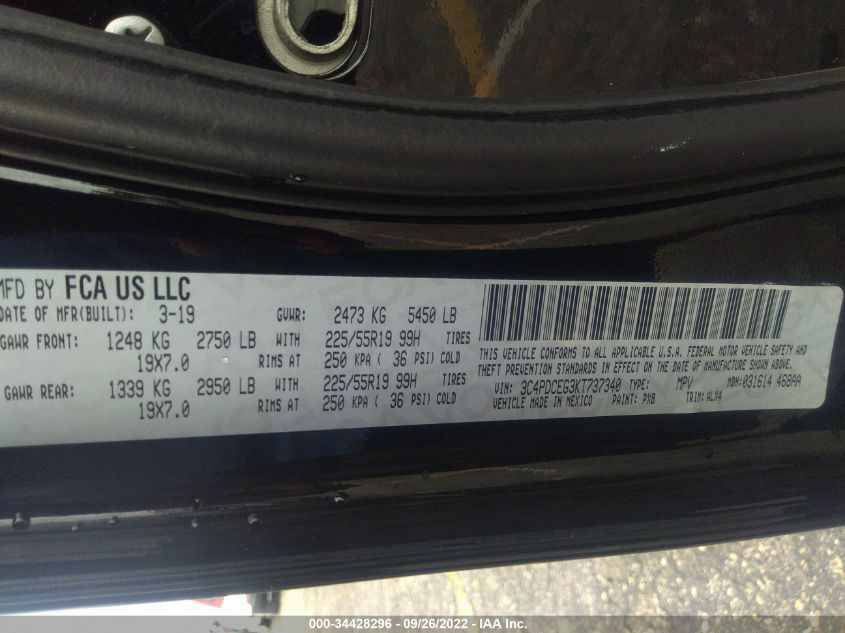 MFD BY FCA US LLC
DATE OF MFR(BUILT): 3-19 GVWR: 2473 KG 5450 LB
GAWR FRONT: 1248 KG 2750 LB WITH 225/55R19 99H TIRES
19X7.0 RIMS AT 250 KPA ( 36 PSI) COLD
GAWR REAR: 1339 KG 2950 LB WITH 225/55R19 99H TIRES
19X7.0 RIMS AT 250 KPA ( 36 PSI) COLD
THIS VEHICLE CONFORMS TO ALL APPLICABLE U.S.A. FEDERAL MOTOR VEHICLE SAFETY AND
THEFT PREVENTION STANDARDS IN EFFECT ON THE DATE OF MANUFACTURE SHOWN ABOVE.
VIN: 3C4PDCEG3KT737340 TYPE: MPV MDH: 031614 468AA
VEHICLE MADE IN MEXICO PAINT: PX8 TRIM: ALX4
000-34428296 - 09/26/2022 - IAA Inc.